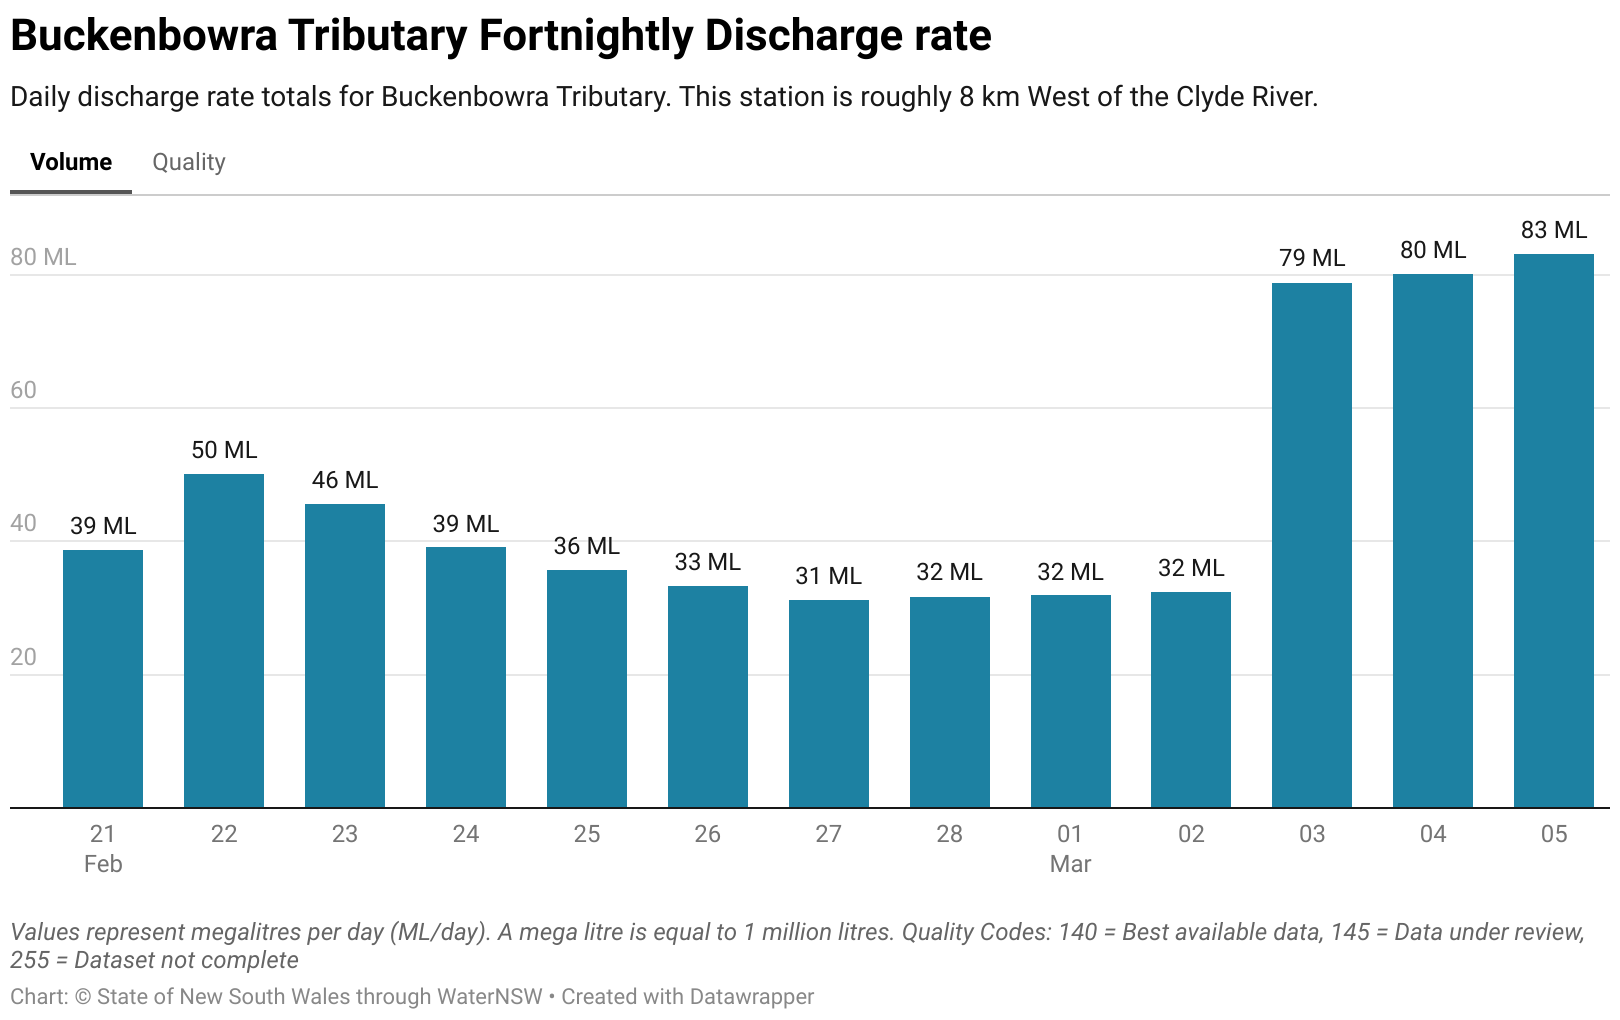 Buckenbowra Tributary Fortnightly Discharge rate
Daily discharge rate totals for Buckenbowra Tributary. This station is roughly 8 km West of the Clyde River.
Volume Quality
80 ML
60
40
20
39 ML 50 ML 46 ML 39 ML 36 ML 33 ML 31 ML 32 ML 32 ML 32 ML 79 ML 80 ML 83 ML
21 22 23 24 25 26 27 28 01 02 03 04 05
Feb Mar
Values represent megalitres per day (ML/day). A mega litre is equal to 1 million litres. Quality Codes: 140 = Best available data, 145 = Data under review,
255 = Dataset not complete
Chart: © State of New South Wales through WaterNSW • Created with Datawrapper